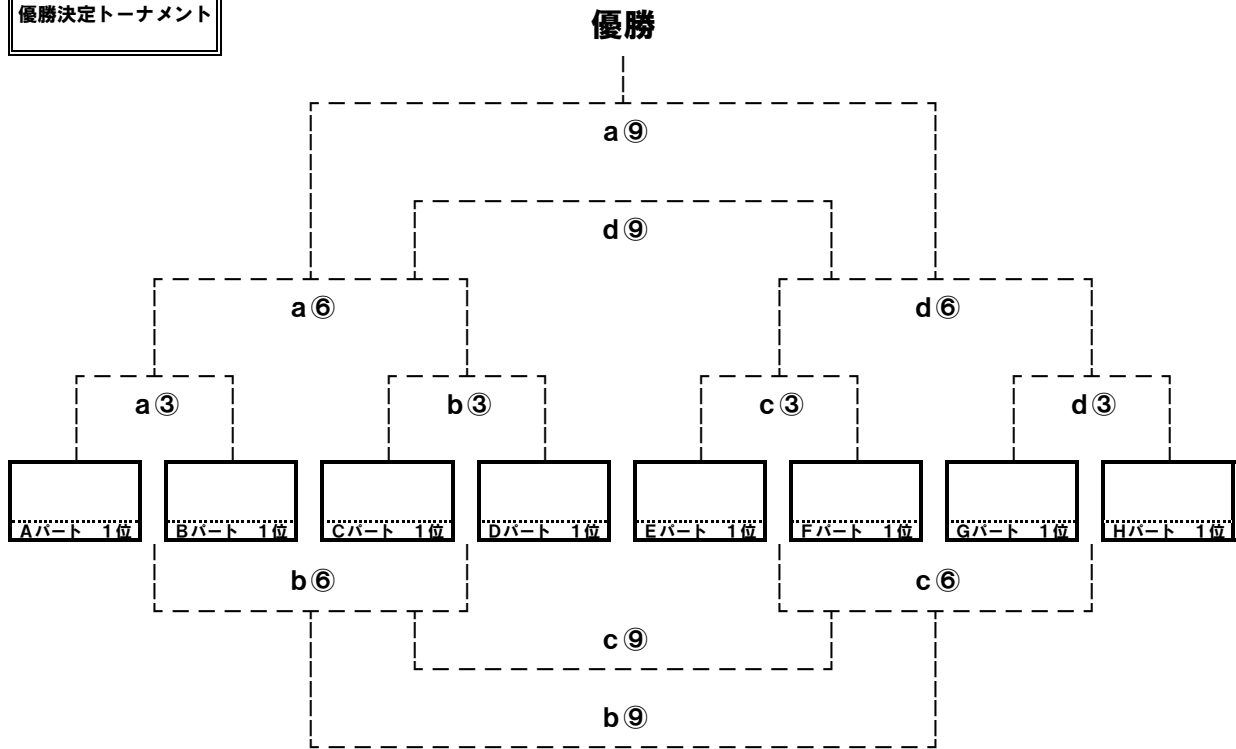 優勝決定トーナメント
優勝
a⑨
d⑨
a⑥
d⑥
a③
b③
c③
d③
Aパート 1位
Bパート 1位
Cパート 1位
Dパート 1位
Eパート 1位
Fパート 1位
Gパート 1位
Hパート 1位
b⑥
c⑥
c⑨
b⑨